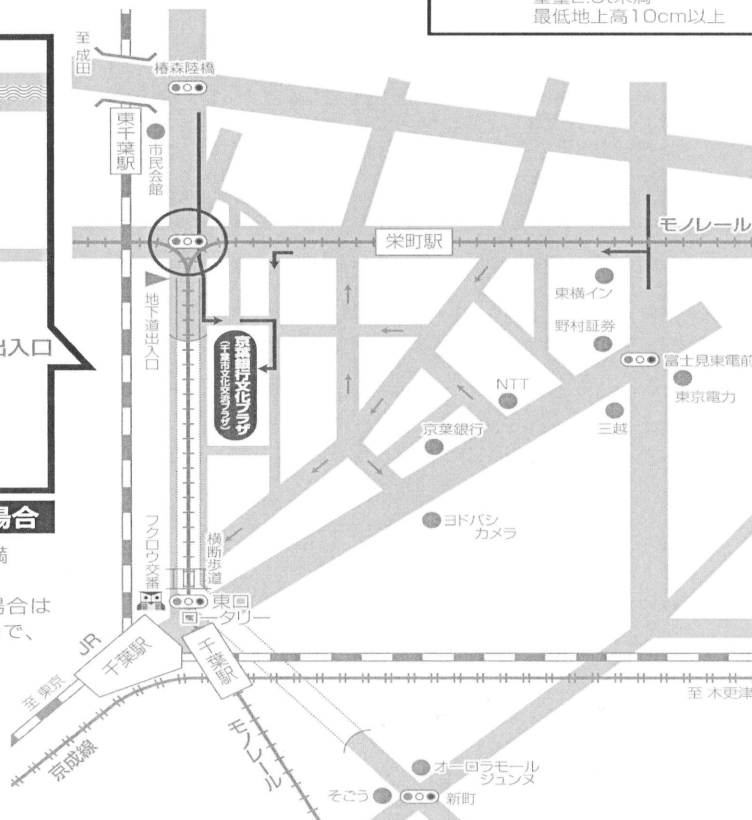 最低地上高10cm以上
至 成田
椿森陸橋
東千葉駅
市民会館
モノレール
栄町駅
東横イン
地下道出入口
出入口
野村証券
京葉銀行文化プラザ
(千葉市文化交流プラザ)
富士見東電前
NTT
東京電力
三越
京葉銀行
場合
ヨドバシ
カメラ
フクロウ交番
横断歩道
満
場合は
で、
東口
ータリー
JR
千葉駅
千葉駅
至 東京
至 木更津
京成線
モノレール
オーロラモール
ジュンヌ
そごう
新町